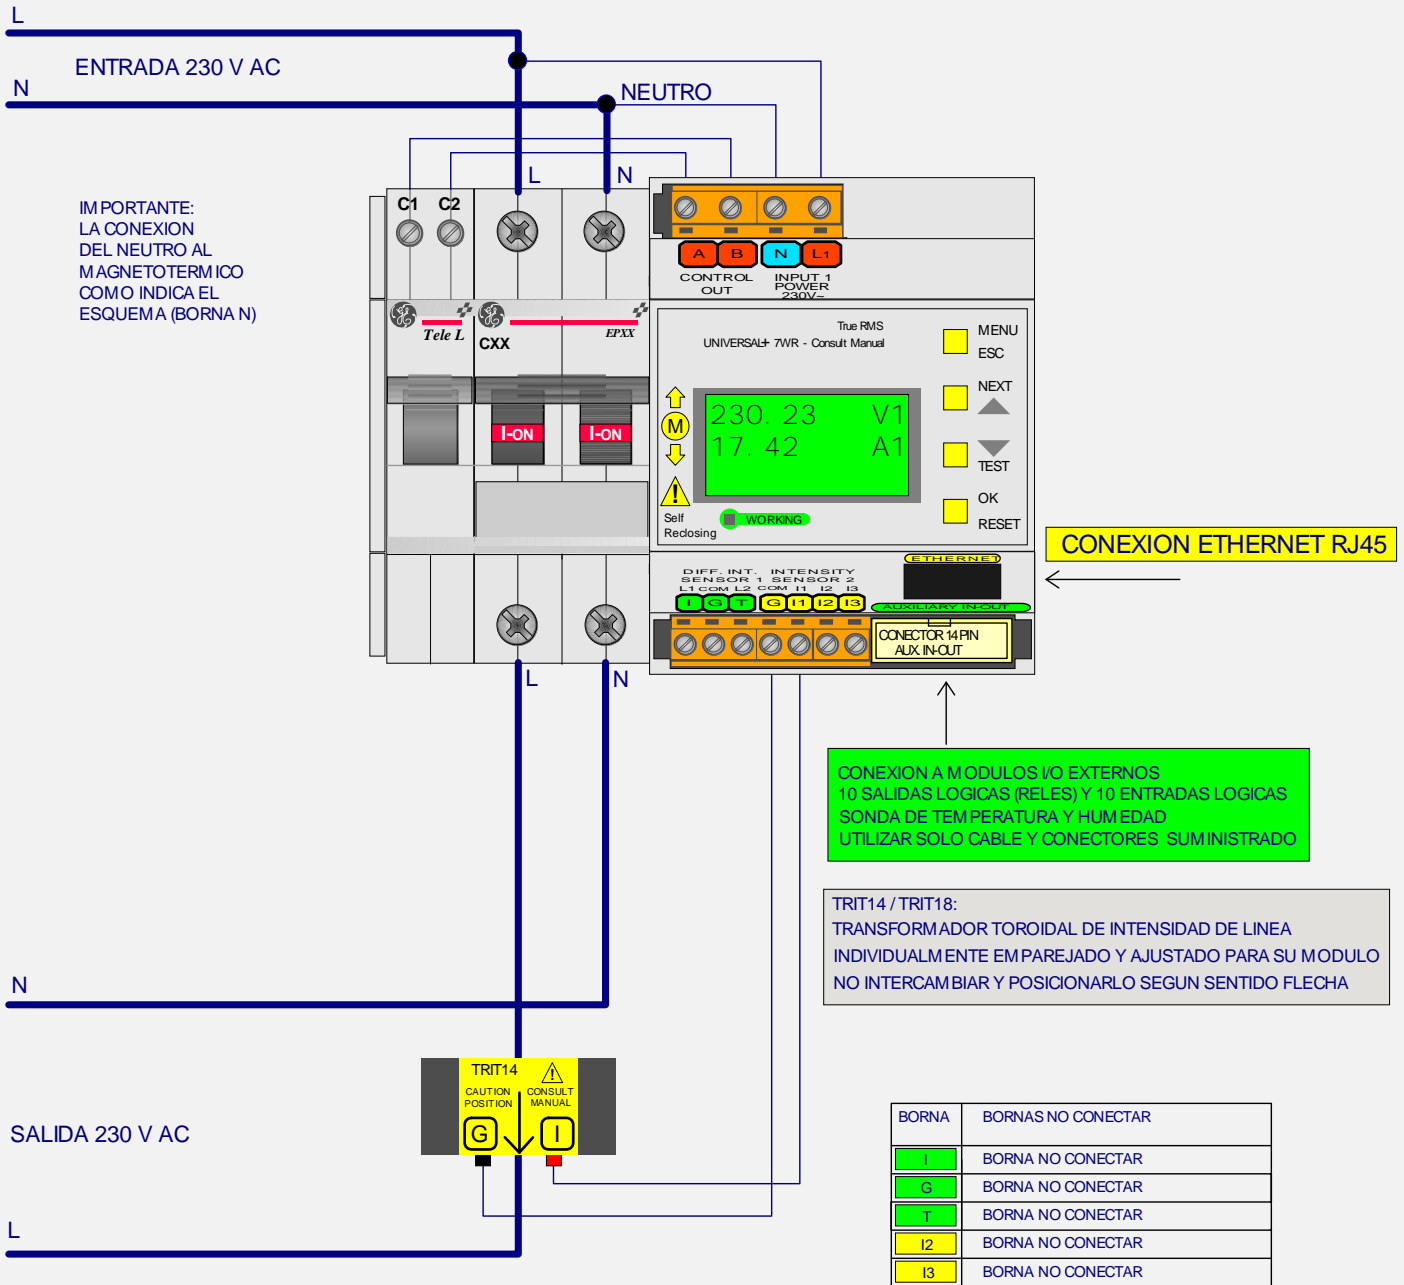 L
ENTRADA 230 V AC
N
NEUTRO
L
N
IMPORTANTE:
LA CONEXION
DEL NEUTRO AL
MAGNETOTERMICO
COMO INDICA EL
ESQUEMA (BORNA N)
C1 C2
A B N L1
CONTROL OUT
INPUT 1
POWER
230V~
Tele L
CXX
EPXX
True RMS
UNIVERSAL+ 7WR - Consult Manual
MENU
ESC
NEXT
TEST
OK
RESET
M
230.23 V1
17.42 A1
I-ON
I-ON
Self
Reclosing
WORKING
CONEXION ETHERNET RJ45
ETHERNET
DIFF. INT. INTENSITY
SENSOR 1 SENSOR 2
L1 COM L2 COM I1 I2 I3
I G T G I1 I2 I3
AUXILIARY IN-OUT
CONECTOR 14 PIN
AUX. IN-OUT
L
N
CONEXION A MODULOS I/O EXTERNOS
10 SALIDAS LOGICAS (RELES) Y 10 ENTRADAS LOGICAS
SONDA DE TEMPERATURA Y HUMEDAD
UTILIZAR SOLO CABLE Y CONECTORES SUMINISTRADO
TRIT14 / TRIT18:
TRANSFORMADOR TOROIDAL DE INTENSIDAD DE LINEA
INDIVIDUALMENTE EMPAREJADO Y AJUSTADO PARA SU MODULO
NO INTERCAMBIAR Y POSICIONARLO SEGUN SENTIDO FLECHA
N
TRIT14
CAUTION
POSITION
CONSULT
MANUAL
G I
SALIDA 230 V AC
L
BORNA BORNAS NO CONECTAR
I BORNA NO CONECTAR
G BORNA NO CONECTAR
T BORNA NO CONECTAR
I2 BORNA NO CONECTAR
I3 BORNA NO CONECTAR